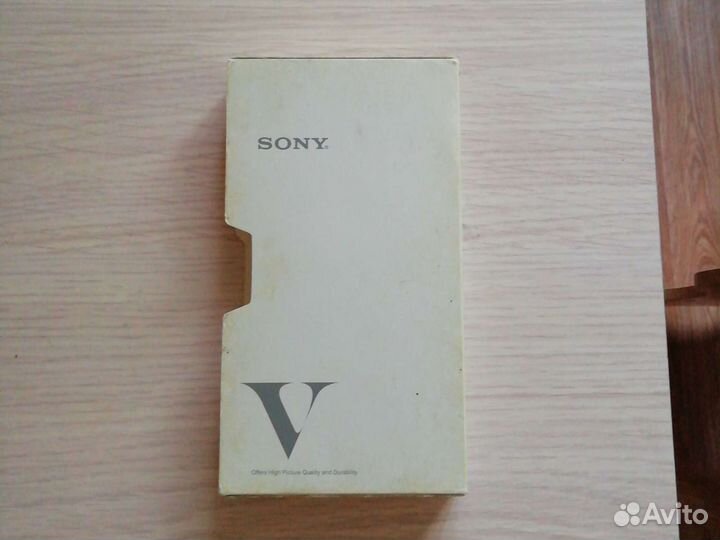 SONY®
V
Offers High Picture Quality and Durability
Avito